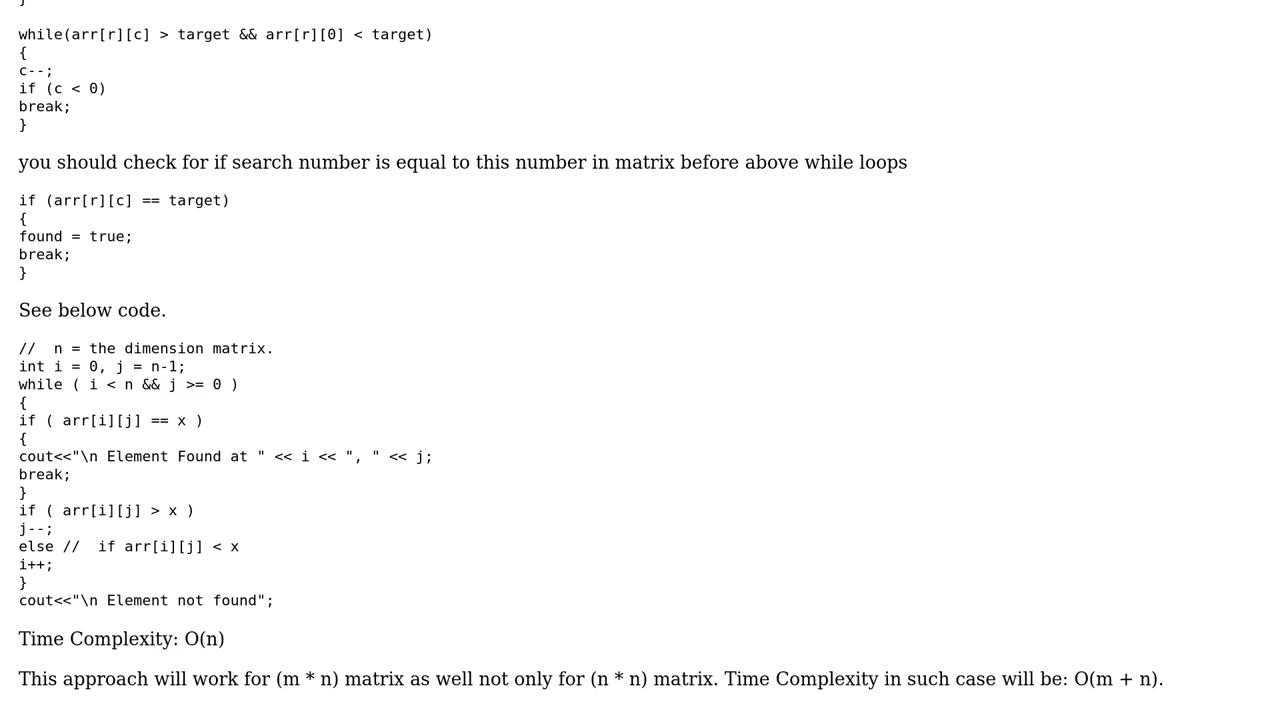 }
while(arr[r][c] > target && arr[r][0] < target)
{
c--;
if (c < 0)
break;
}
you should check for if search number is equal to this number in matrix before above while loops
if (arr[r][c] == target)
{
found = true;
break;
}
See below code.
//  n = the dimension matrix.
int i = 0, j = n-1;
while ( i < n && j >= 0 )
{
if ( arr[i][j] == x )
{
cout<<"\n Element Found at " << i << ", " << j;
break;
}
if ( arr[i][j] > x )
j--;
else //  if arr[i][j] < x
i++;
}
cout<<"\n Element not found";
Time Complexity: O(n)
This approach will work for (m * n) matrix as well not only for (n * n) matrix. Time Complexity in such case will be: O(m + n).